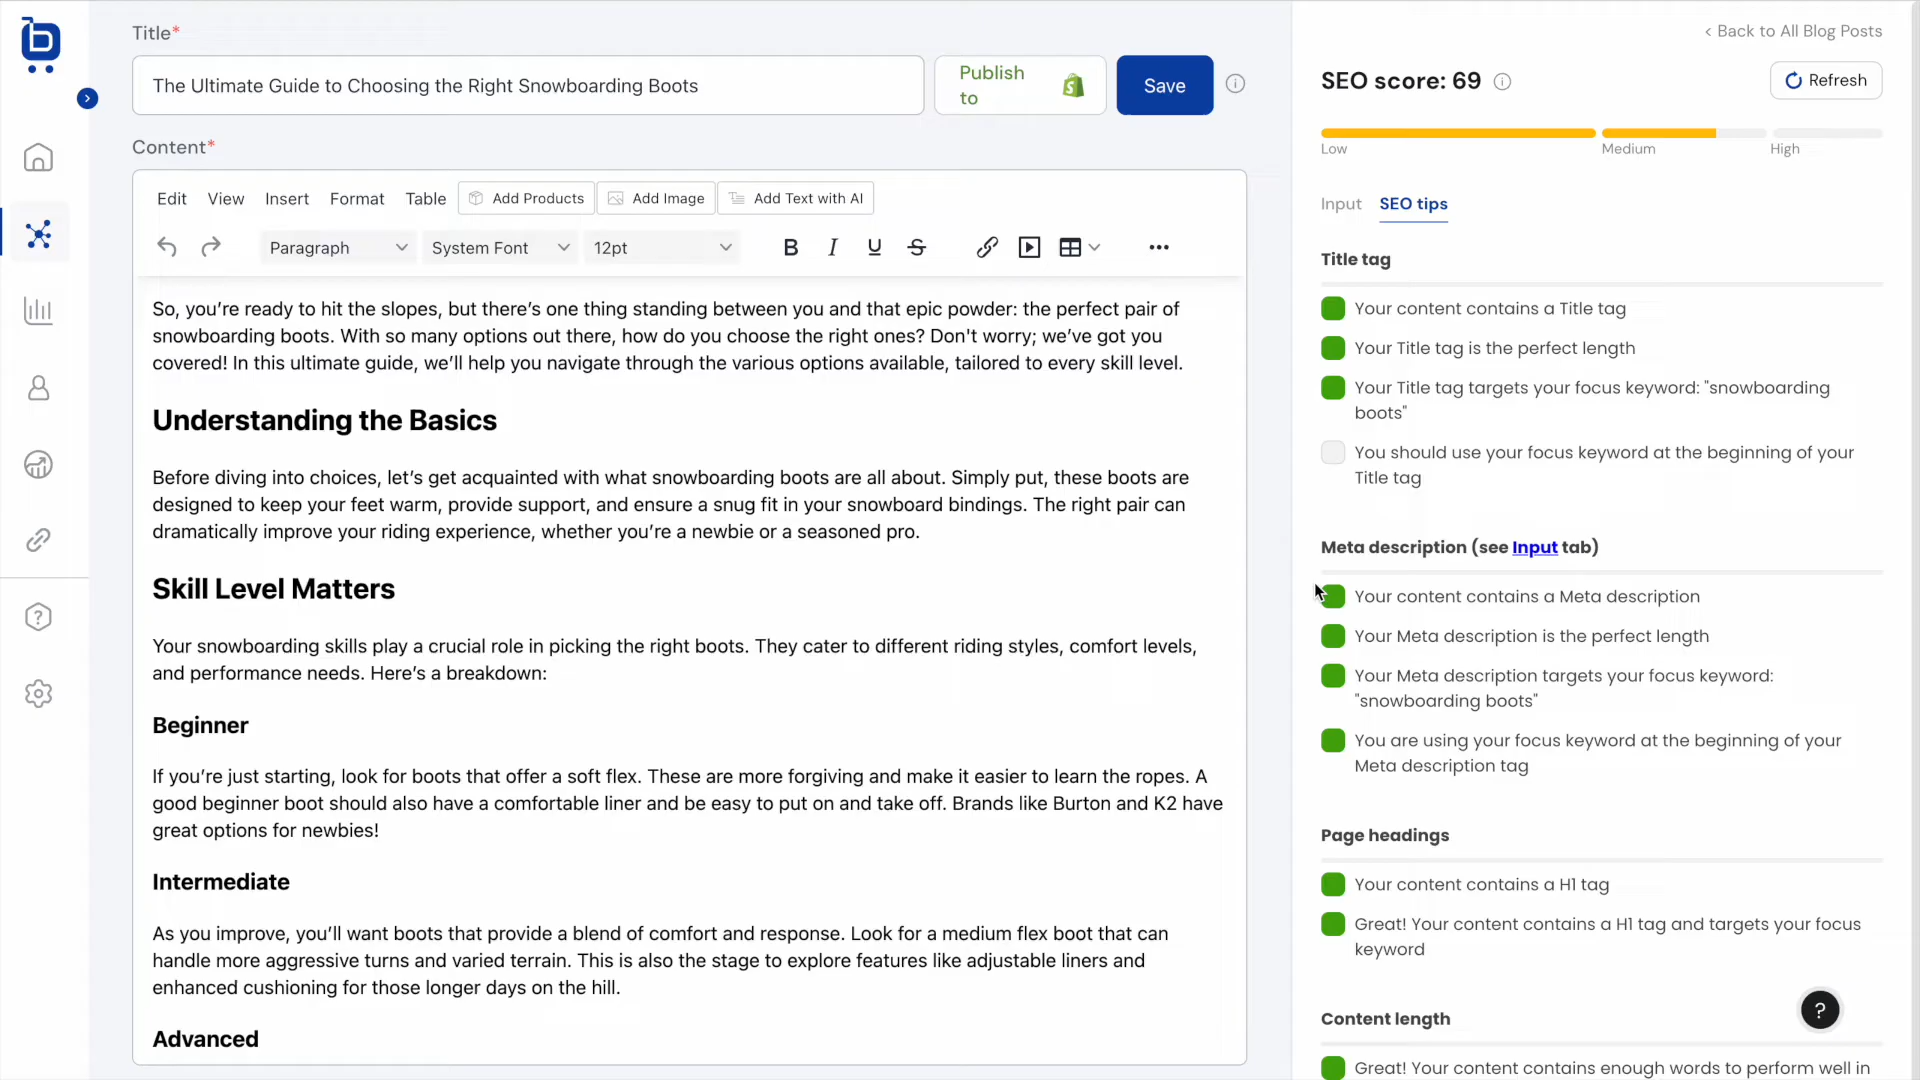 Title*
The Ultimate Guide to Choosing the Right Snowboarding Boots
Publish
to
Save
Content*
Edit View Insert Format Table Add Products Add Image Add Text with AI
Paragraph System Font 12pt B I U S
So, you’re ready to hit the slopes, but there’s one thing standing between you and that epic powder: the perfect pair of
snowboarding boots. With so many options out there, how do you choose the right ones? Don't worry; we’ve got you
covered! In this ultimate guide, we’ll help you navigate through the various options available, tailored to every skill level.
Understanding the Basics
Before diving into choices, let’s get acquainted with what snowboarding boots are all about. Simply put, these boots are
designed to keep your feet warm, provide support, and ensure a snug fit in your snowboard bindings. The right pair can
dramatically improve your riding experience, whether you’re a newbie or a seasoned pro.
Skill Level Matters
Your snowboarding skills play a crucial role in picking the right boots. They cater to different riding styles, comfort levels,
and performance needs. Here’s a breakdown:
Beginner
If you’re just starting, look for boots that offer a soft flex. These are more forgiving and make it easier to learn the ropes. A
good beginner boot should also have a comfortable liner and be easy to put on and take off. Brands like Burton and K2 have
great options for newbies!
Intermediate
As you improve, you’ll want boots that provide a blend of comfort and response. Look for a medium flex boot that can
handle more aggressive turns and varied terrain. This is also the stage to explore features like adjustable liners and
enhanced cushioning for those longer days on the hill.
Advanced
< Back to All Blog Posts
SEO score: 69
Refresh
Low Medium High
Input SEO tips
Title tag
Your content contains a Title tag
Your Title tag is the perfect length
Your Title tag targets your focus keyword: "snowboarding
boots"
You should use your focus keyword at the beginning of your
Title tag
Meta description (see Input tab)
Your content contains a Meta description
Your Meta description is the perfect length
Your Meta description targets your focus keyword:
"snowboarding boots"
You are using your focus keyword at the beginning of your
Meta description tag
Page headings
Your content contains a H1 tag
Great! Your content contains a H1 tag and targets your focus
keyword
Content length
Great! Your content contains enough words to perform well in
?